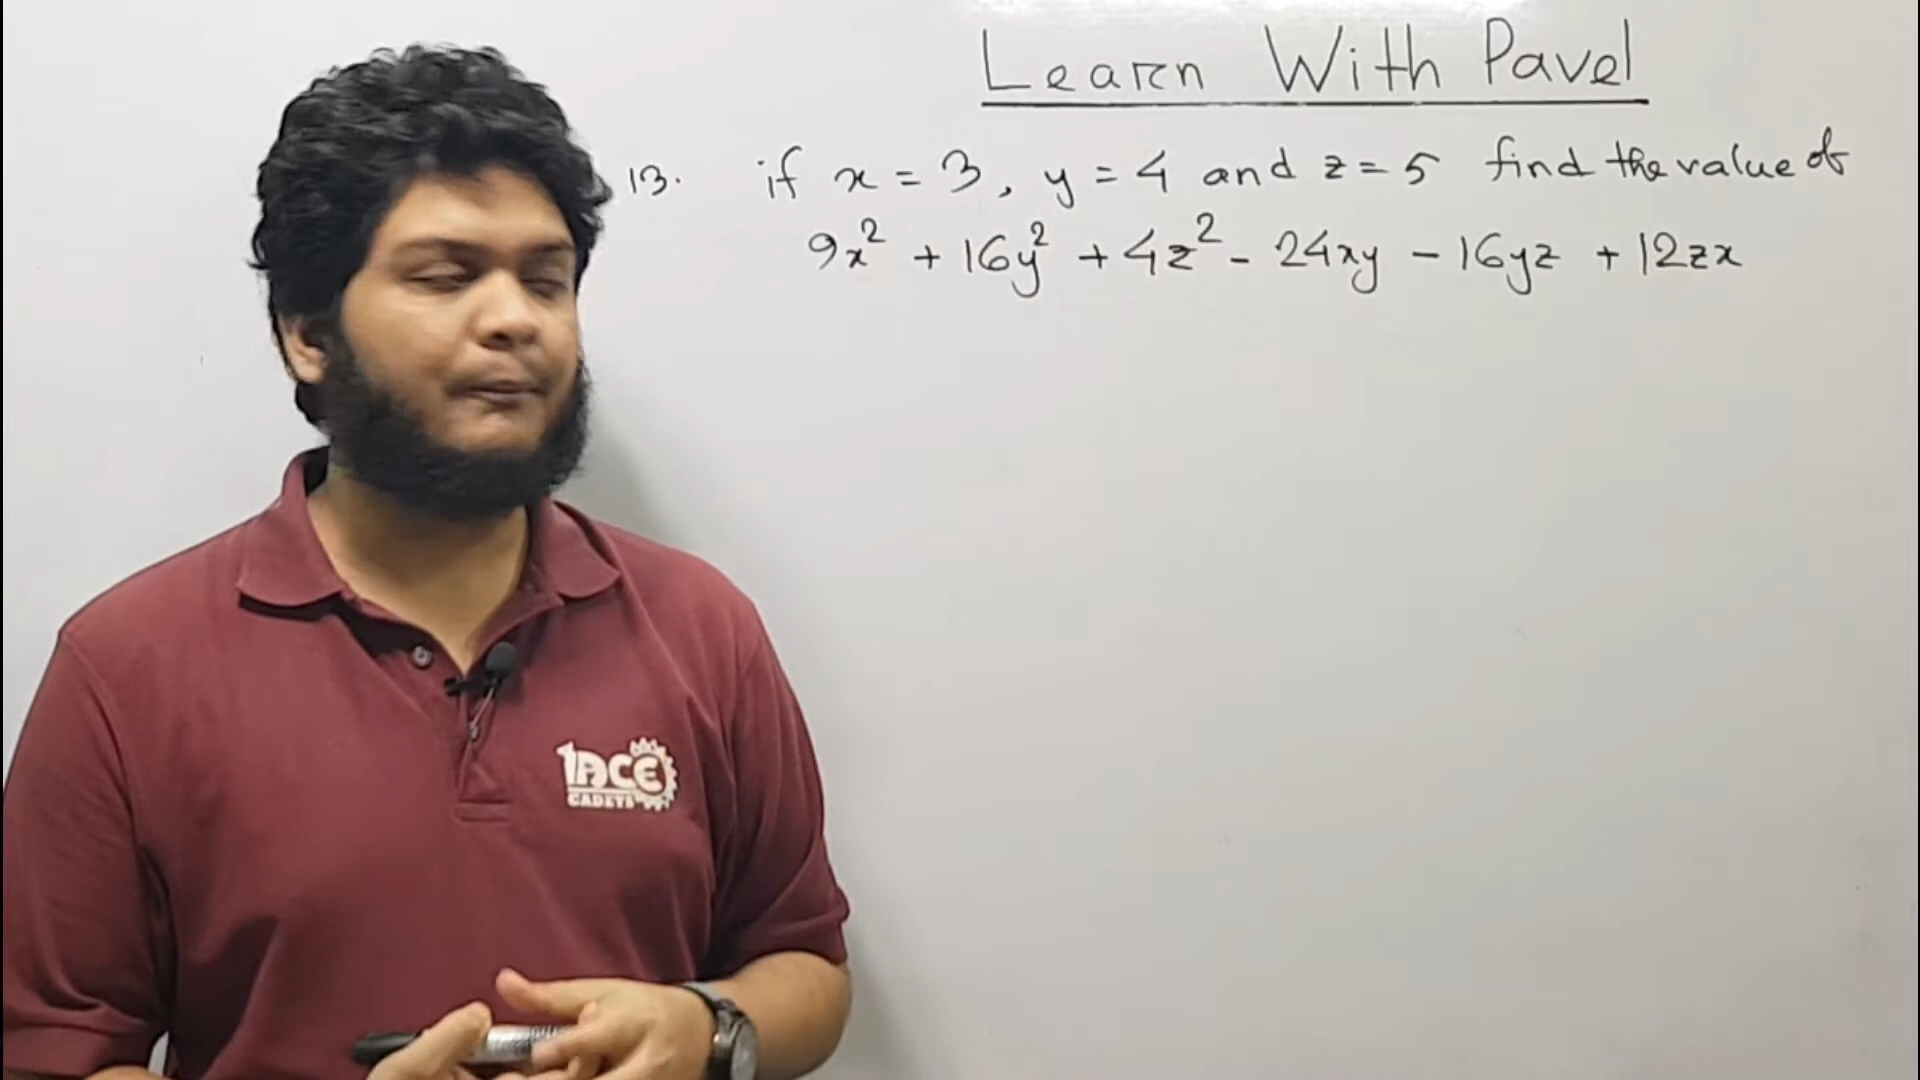 Learn With Pavel
13. if x = 3, y = 4 and z = 5 find the value of
9x² + 16y² + 4z² - 24xy - 16yz + 12zx
1ACE
CADETS